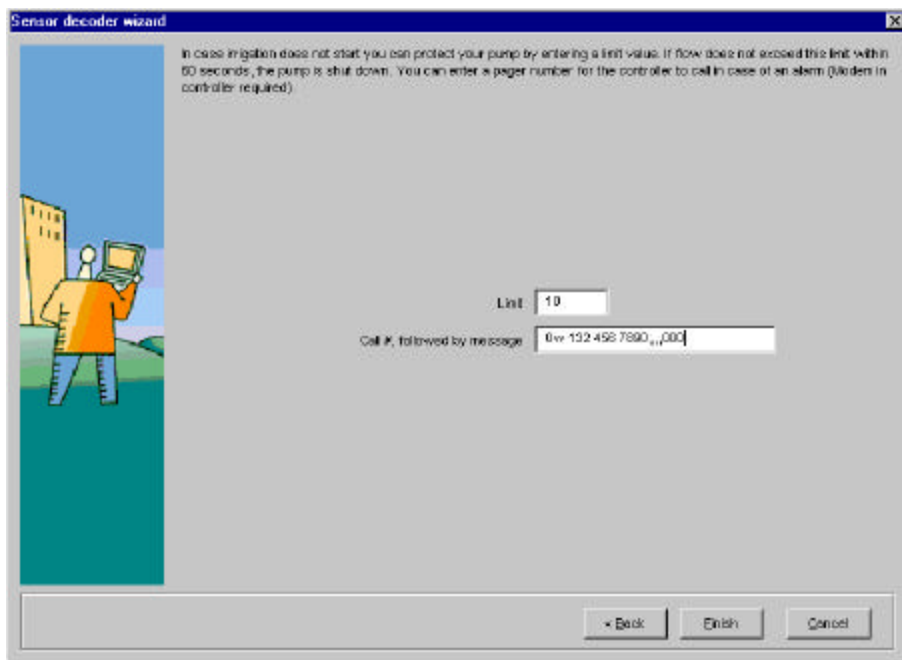 Sensor decoder wizard
In case irrigation does not start you can protect your pump by entering a limit value. If flow does not exceed this limit within
60 seconds, the pump is shut down. You can enter a pager number for the controller to call in case of an alarm (Modem in
controller required).
Limit 10
Call #, followed by message 132 456 7890
< Back Finish Cancel